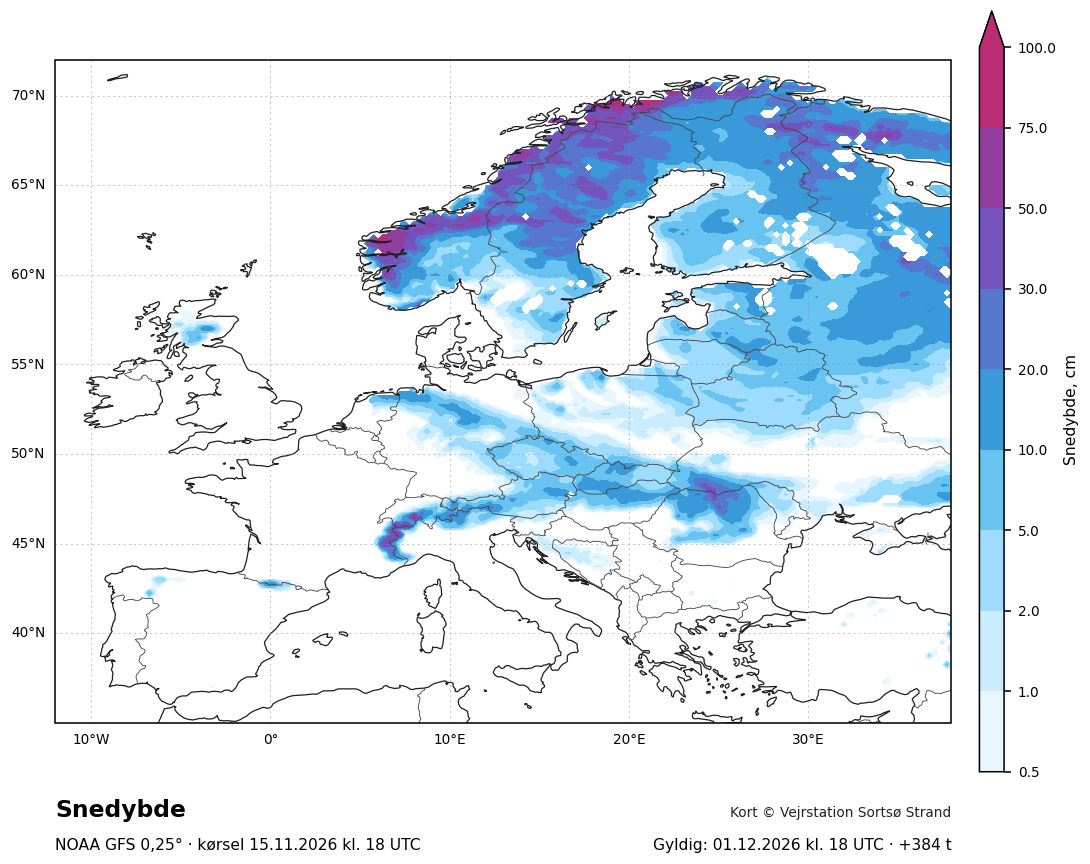 100.0
75.0
50.0
30.0
20.0
10.0
5.0
2.0
1.0
0.5
Snedybde, cm
70°N
65°N
60°N
55°N
50°N
45°N
40°N
10°W
0°
10°E
20°E
30°E
Snedybde
Kort © Vejrstation Sortsø Strand
NOAA GFS 0,25° · kørsel 15.11.2026 kl. 18 UTC
Gyldig: 01.12.2026 kl. 18 UTC · +384 t